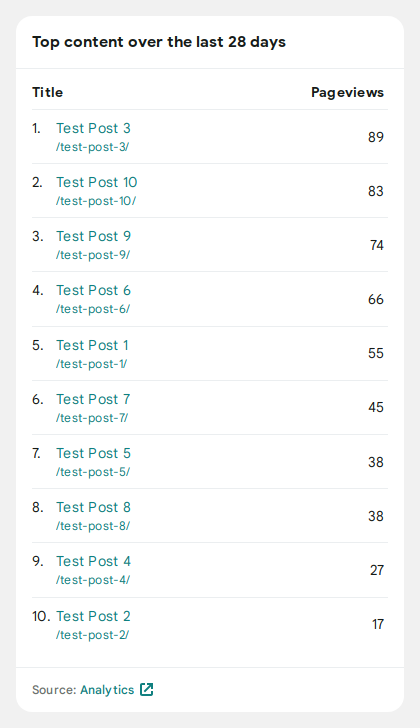 Top content over the last 28 days
Title Pageviews
1. Test Post 3
/test-post-3/
89
2. Test Post 10
/test-post-10/
83
3. Test Post 9
/test-post-9/
74
4. Test Post 6
/test-post-6/
66
5. Test Post 1
/test-post-1/
55
6. Test Post 7
/test-post-7/
45
7. Test Post 5
/test-post-5/
38
8. Test Post 8
/test-post-8/
38
9. Test Post 4
/test-post-4/
27
10. Test Post 2
/test-post-2/
17
Source: Analytics